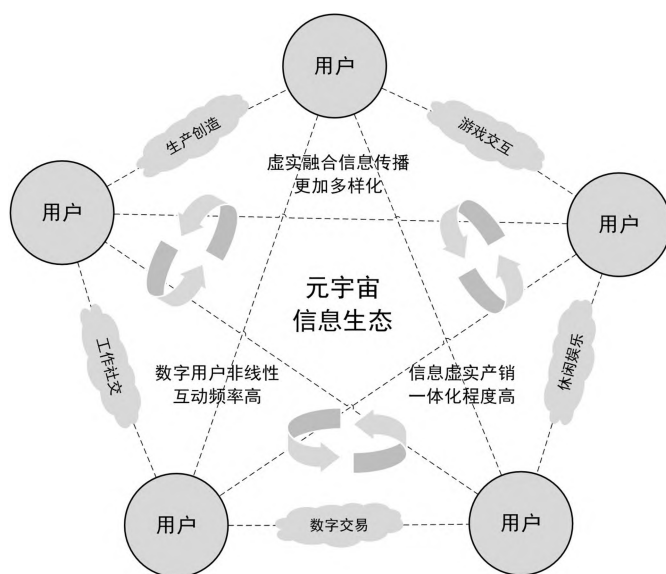 用户
生产创造
游戏交互
虚实融合信息传播
更加多样化
用户
用户
元宇宙
信息生态
工作社交
休闲娱乐
数字用户非线性
互动频率高
信息虚实产销
一体化程度高
用户
数字交易
用户